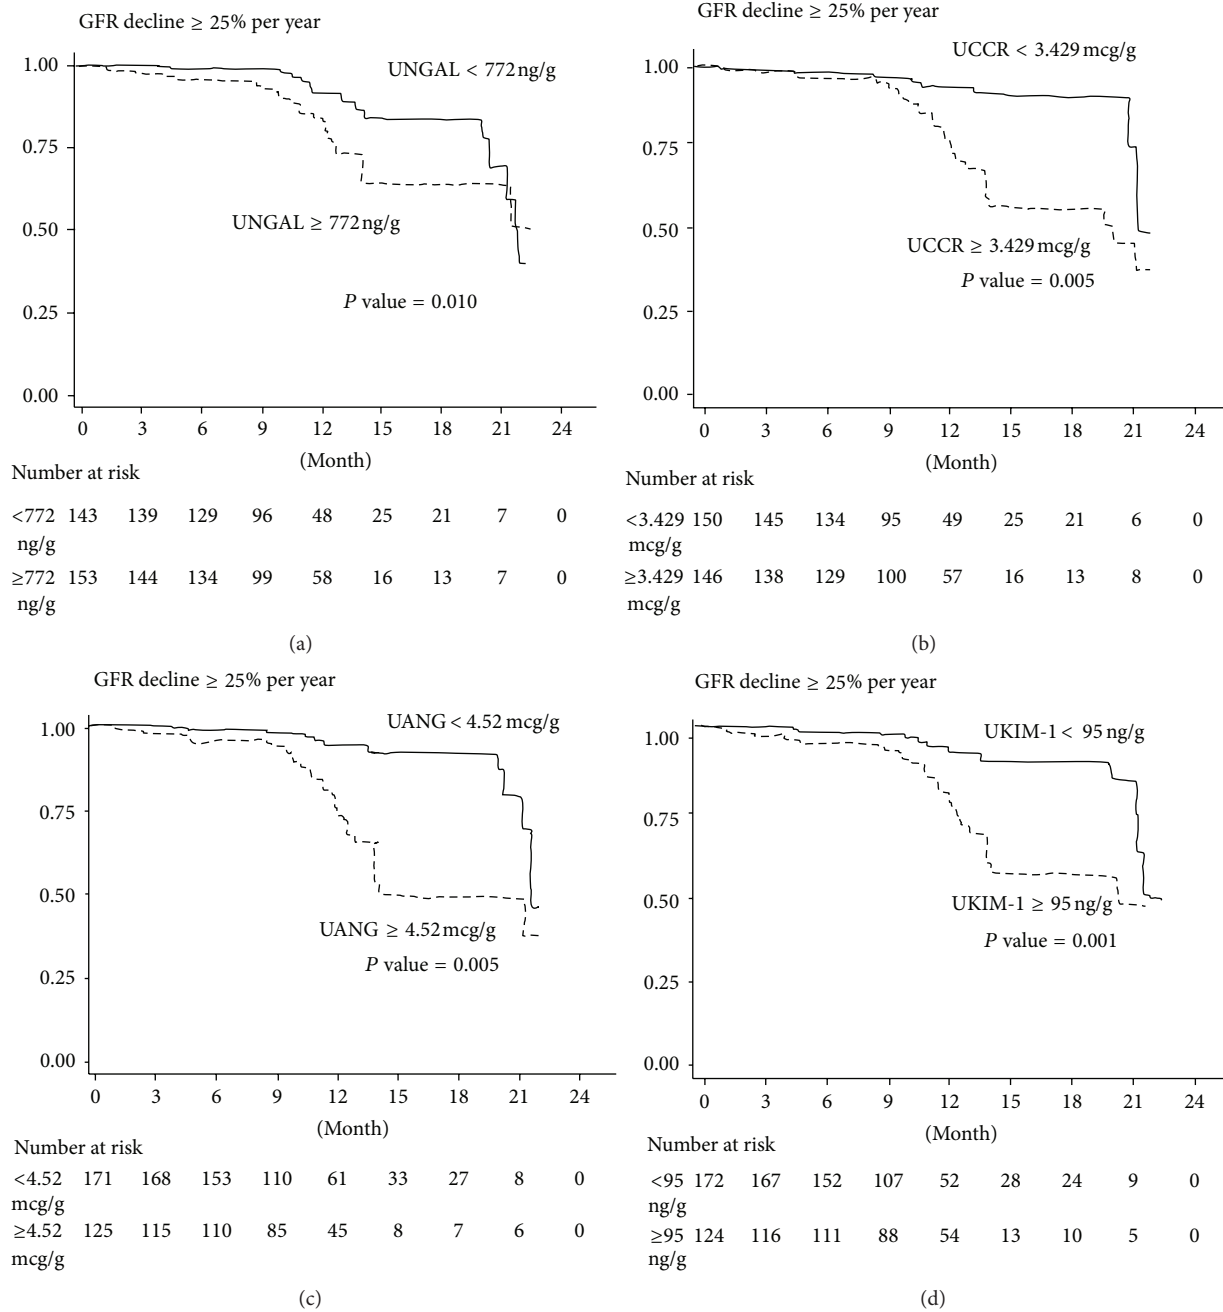 GFR decline ≥ 25% per year
UNGAL < 772 ng/g
1.00
0.75
0.50
0.25
0.00
UNGAL ≥ 772 ng/g
P value = 0.010
0 3 6 9 12 15 18 21 24
(Month)
Number at risk
<772 143 139 129 96 48 25 21 7 0
ng/g
≥772 153 144 134 99 58 16 13 7 0
ng/g
(a)
GFR decline ≥ 25% per year
UCCR < 3.429 mcg/g
1.00
0.75
0.50
0.25
0.00
UCCR ≥ 3.429 mcg/g
P value = 0.005
0 3 6 9 12 15 18 21 24
(Month)
Number at risk
<3.429 150 145 134 95 49 25 21 6 0
mcg/g
≥3.429 146 138 129 100 57 16 13 8 0
mcg/g
(b)
GFR decline ≥ 25% per year
UANG < 4.52 mcg/g
1.00
0.75
0.50
0.25
0.00
UANG ≥ 4.52 mcg/g
P value = 0.005
0 3 6 9 12 15 18 21 24
(Month)
Number at risk
<4.52 171 168 153 110 61 33 27 8 0
mcg/g
≥4.52 125 115 110 85 45 8 7 6 0
mcg/g
(c)
GFR decline ≥ 25% per year
UKIM-1 < 95 ng/g
1.00
0.75
0.50
0.25
0.00
UKIM-1 ≥ 95 ng/g
P value = 0.001
0 3 6 9 12 15 18 21 24
(Month)
Number at risk
<95 172 167 152 107 52 28 24 9 0
ng/g
≥95 124 116 111 88 54 13 10 5 0
ng/g
(d)